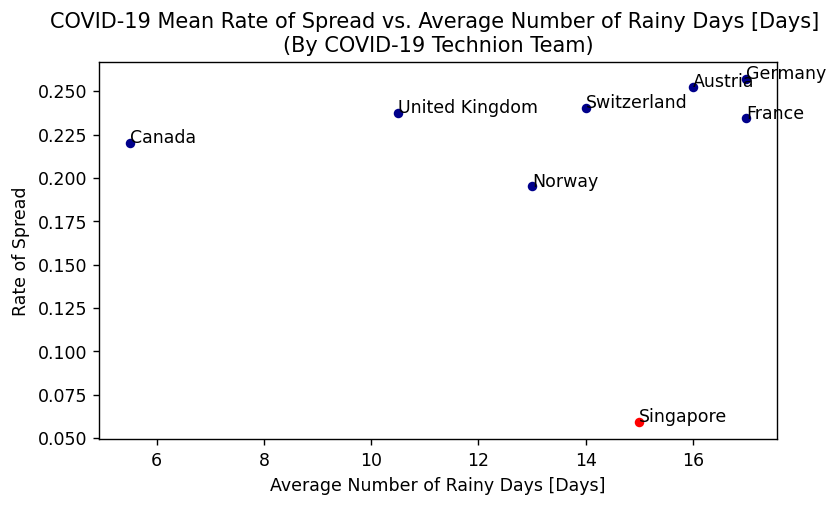 COVID-19 Mean Rate of Spread vs. Average Number of Rainy Days [Days]
(By COVID-19 Technion Team)
Germany
Austria
0.250
Switzerland
United Kingdom
France
0.225
Canada
0.200
Norway
0.175
Rate of Spread
0.150
0.125
0.100
0.075
Singapore
0.050
6 8 10 12 14 16
Average Number of Rainy Days [Days]